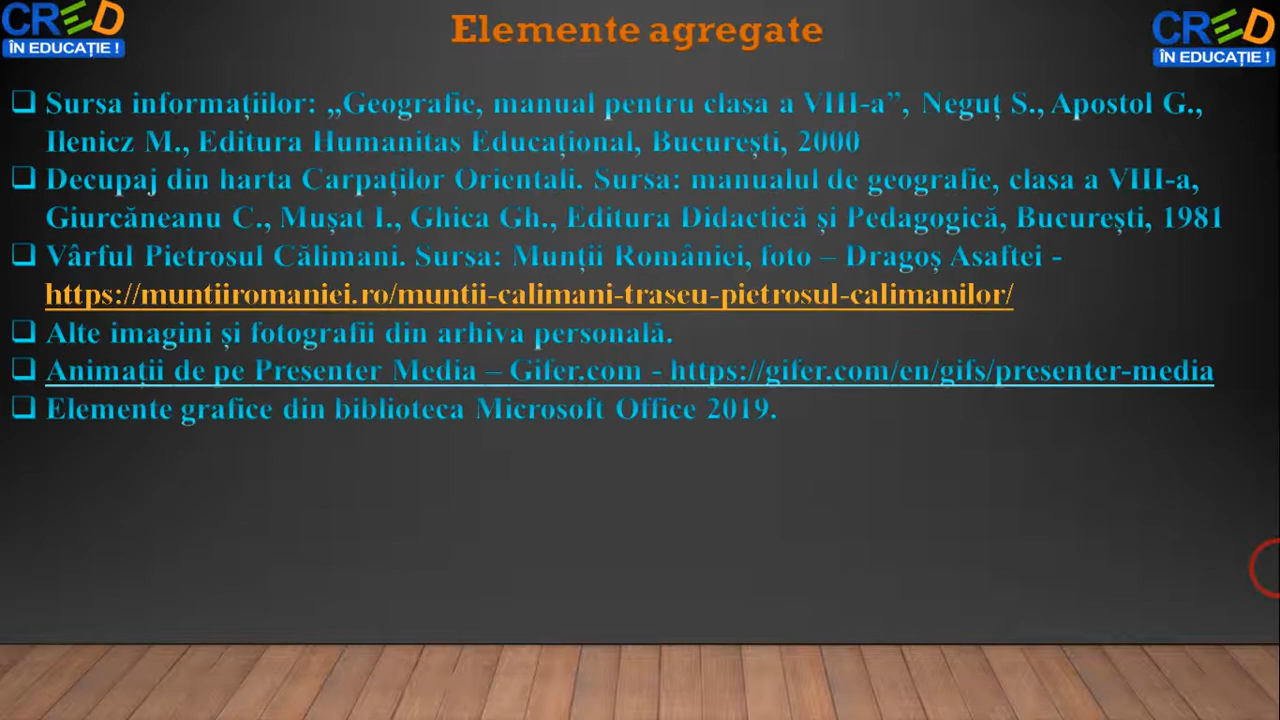 CRED
ÎN EDUCAȚIE !
Elemente agregate
CRED
ÎN EDUCAȚIE !
Sursa informațiilor: „Geografie, manual pentru clasa a VIII-a”, Neguț S., Apostol G.,
Ilenicz M., Editura Humanitas Educațional, București, 2000
Decupaj din harta Carpaților Orientali. Sursa: manualul de geografie, clasa a VIII-a,
Giurcăneanu C., Mușat I., Ghica Gh., Editura Didactică și Pedagogică, București, 1981
Vârful Pietrosul Călimani. Sursa: Munții României, foto – Dragoș Asaftei -
https://muntiiromaniei.ro/muntii-calimani-traseu-pietrosul-calimanilor/
Alte imagini și fotografii din arhiva personală.
Animații de pe Presenter Media – Gifer.com - https://gifer.com/en/gifs/presenter-media
Elemente grafice din biblioteca Microsoft Office 2019.